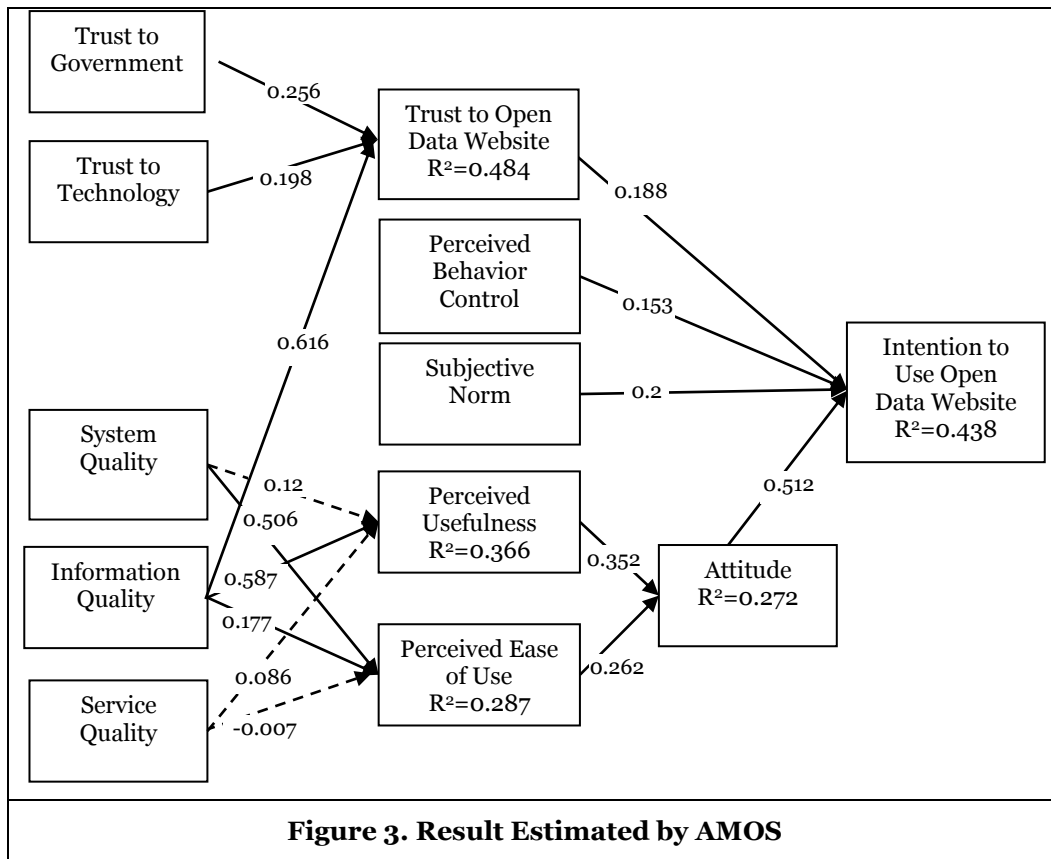 Trust to
Government
0.256
Trust to
Technology
0.198
Trust to Open
Data Website
R²=0.484
0.188
Perceived
Behavior
Control
0.153
0.616
Subjective
Norm
0.2
Intention to
Use Open
Data Website
R²=0.438
System
Quality
0.12
0.506
Perceived
Usefulness
R²=0.366
0.512
0.352
Information
Quality
0.587
0.177
Attitude
R²=0.272
Perceived Ease
of Use
R²=0.287
0.262
0.086
Service
Quality
-0.007
Figure 3. Result Estimated by AMOS